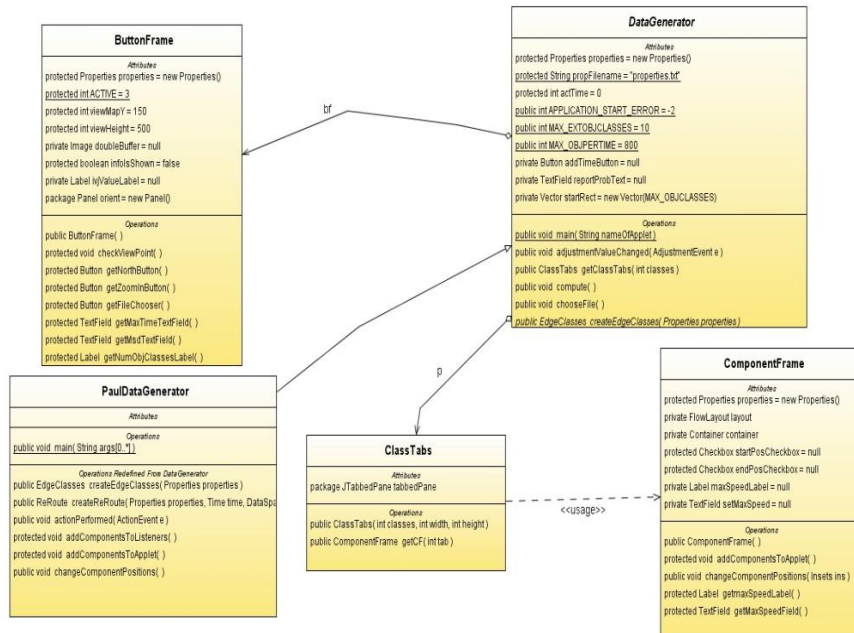 ButtonFrame
Attributes
protected Properties properties = new Properties()
protected int ACTIVE = 3
protected int viewMapY = 150
protected int viewHeight = 500
private Image doubleBuffer = null
protected boolean infoIsShown = false
private Label ivjValueLabel = null
package Panel orient = new Panel()
Operations
public ButtonFrame( )
protected void checkViewPoint( )
protected Button getNorthButton( )
protected Button getZoomInButton( )
protected Button getFileChooser( )
protected TextField getMaxTimeTextField( )
protected TextField getMsdTextField( )
protected Label getNumObjClassesLabel( )
bf
DataGenerator
Attributes
protected Properties properties = new Properties()
protected String propFilename = "properties.txt"
protected int actTime = 0
public int APPLICATION_START_ERROR = -2
public int MAX_EXTOBJCLASSES = 10
public int MAX_OBJPERTIME = 800
private Button addTimeButton = null
private TextField reportProbText = null
private Vector startRect = new Vector(MAX_OBJCLASSES)
Operations
public void main( String nameOfApplet )
public void adjustmentValueChanged( AdjustmentEvent e )
public ClassTabs getClassTabs( int classes )
public void compute( )
public void chooseFile( )
public EdgeClasses createEdgeClasses( Properties properties )
p
PaulDataGenerator
Attributes
Operations
public void main( String args[0..*] )
Operations Redefined From DataGenerator
public EdgeClasses createEdgeClasses( Properties properties )
public ReRoute createReRoute( Properties properties, Time time, DataSpa
public void actionPerformed( ActionEvent e )
protected void addComponentsToListeners( )
protected void addComponentsToApplet( )
public void changeComponentPositions( )
ClassTabs
Attributes
package JTabbedPane tabbedPane
Operations
public ClassTabs( int classes, int width, int height )
public ComponentFrame getCF( int tab )
<<usage>>
ComponentFrame
Attributes
protected Properties properties = new Properties()
private FlowLayout layout
private Container container
protected Checkbox startPosCheckbox = null
protected Checkbox endPosCheckbox = null
private Label maxSpeedLabel = null
private TextField setMaxSpeed = null
Operations
public ComponentFrame( )
protected void addComponentsToApplet( )
public void changeComponentPositions( Insets ins )
protected Label getmaxSpeedLabel( )
protected TextField getMaxSpeedField( )